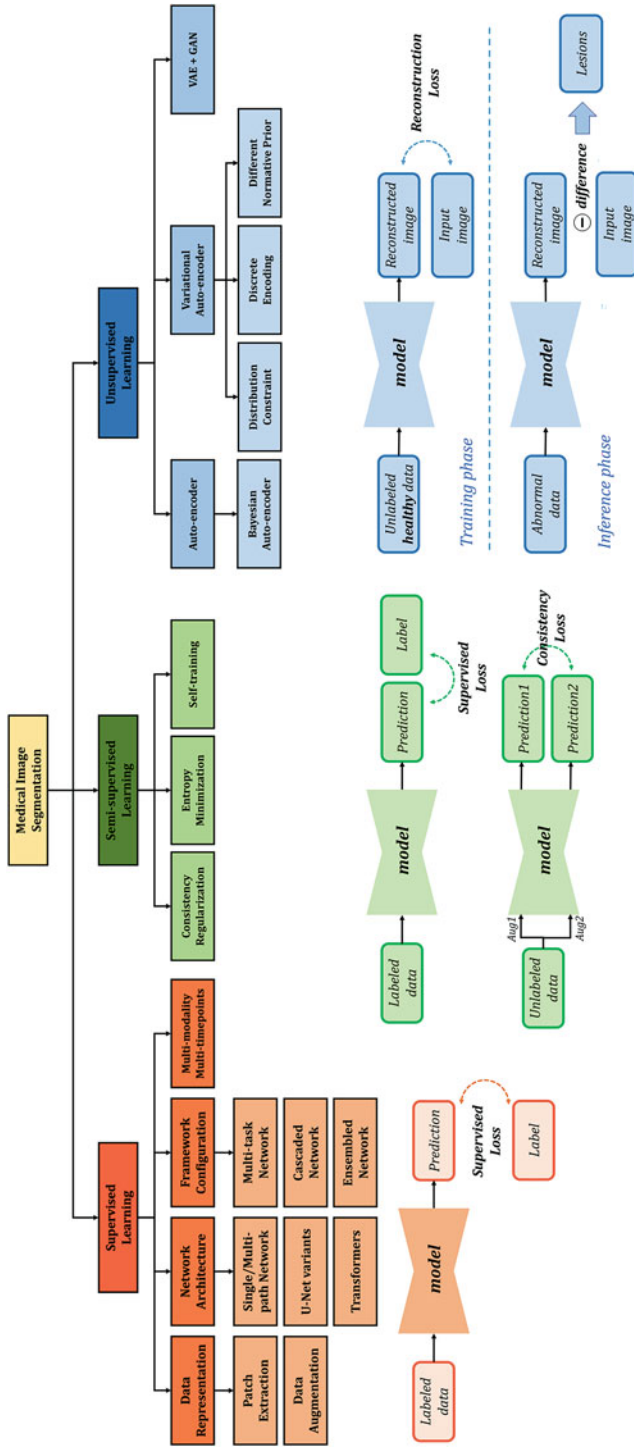 Medical Image
Segmentation
Supervised
Learning
Semi-supervised
Learning
Unsupervised
Learning
Data
Representation
Network
Architecture
Framework
Configuration
Multi-modality
Multi-timepoints
Consistency
Regularization
Entropy
Minimization
Self-training
Auto-encoder
Variational
Auto-encoder
VAE + GAN
Patch
Extraction
Data
Augmentation
Single/Multi-
path Network
U-Net variants
Transformers
Multi-task
Network
Cascaded
Network
Ensembled
Network
Bayesian
Auto-encoder
Distribution
Constraint
Discrete
Encoding
Different
Normative Prior
Labeled
data
model
Prediction
Supervised
Loss
Label
Labeled
data
model
Prediction
Label
Supervised
Loss
Unlabeled
data
Aug1
Aug2
model
Prediction1
Prediction2
Consistency
Loss
Unlabeled
healthy data
model
Reconstructed
image
Input
image
Reconstruction
Loss
Training phase
Abnormal
data
model
Reconstructed
image
− difference
Input
image
Lesions
Inference phase